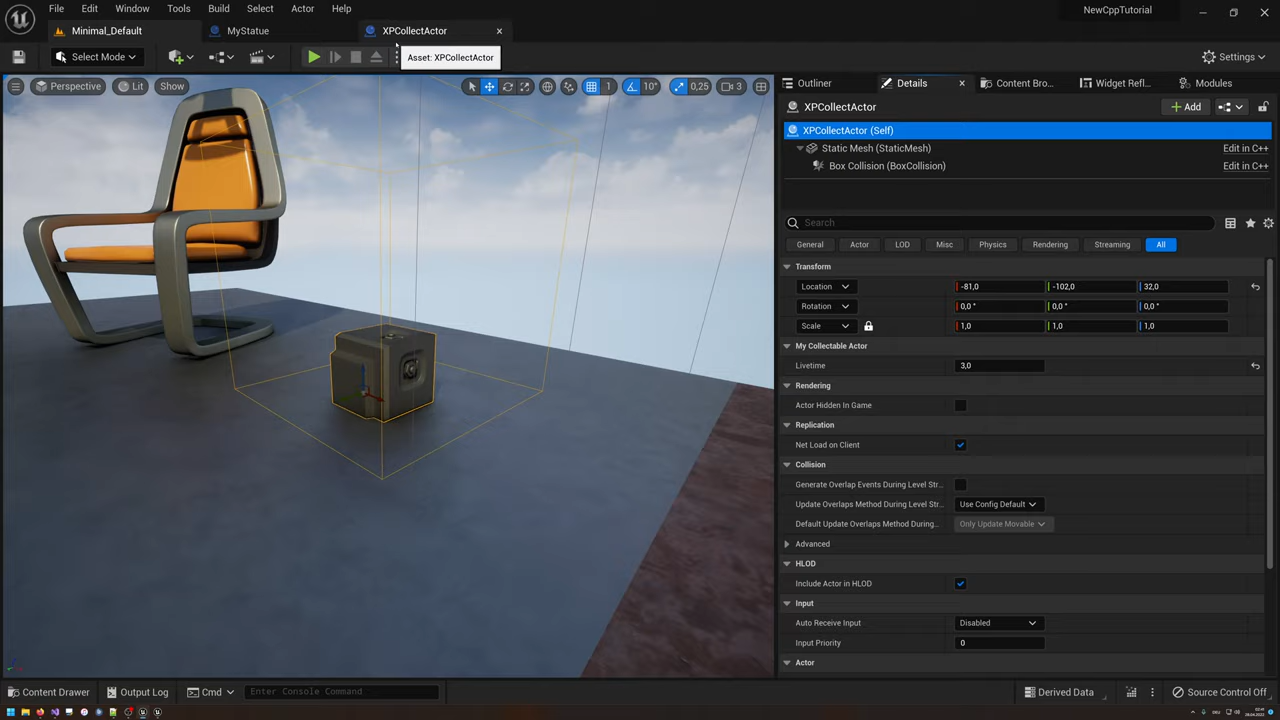 File Edit Window Tools Build Select Actor Help
NewCppTutorial
Minimal_Default
MyStatue
XPCollectActor
Select Mode
Asset: XPCollectActor
Settings
Perspective
Lit
Show
1
10°
0,25
3
Outliner
Details
Content Bro...
Widget Refl...
Modules
XPCollectActor
Add
XPCollectActor (Self)
Static Mesh (StaticMesh)
Edit in C++
Box Collision (BoxCollision)
Edit in C++
Search
General Actor LOD Misc Physics Rendering Streaming All
Transform
Location -81,0 -102,0 32,0
Rotation 0,0 ° 0,0 ° 0,0 °
Scale 1,0 1,0 1,0
My Collectable Actor
Livetime 3,0
Rendering
Actor Hidden In Game
Replication
Net Load on Client
Collision
Generate Overlap Events During Level Str...
Update Overlaps Method During Level Str... Use Config Default
Default Update Overlaps Method During... Only Update Movable
Advanced
HLOD
Include Actor in HLOD
Input
Auto Receive Input Disabled
Input Priority 0
Actor
Content Drawer
Output Log
Cmd
Enter Console Command
Derived Data
Source Control Off